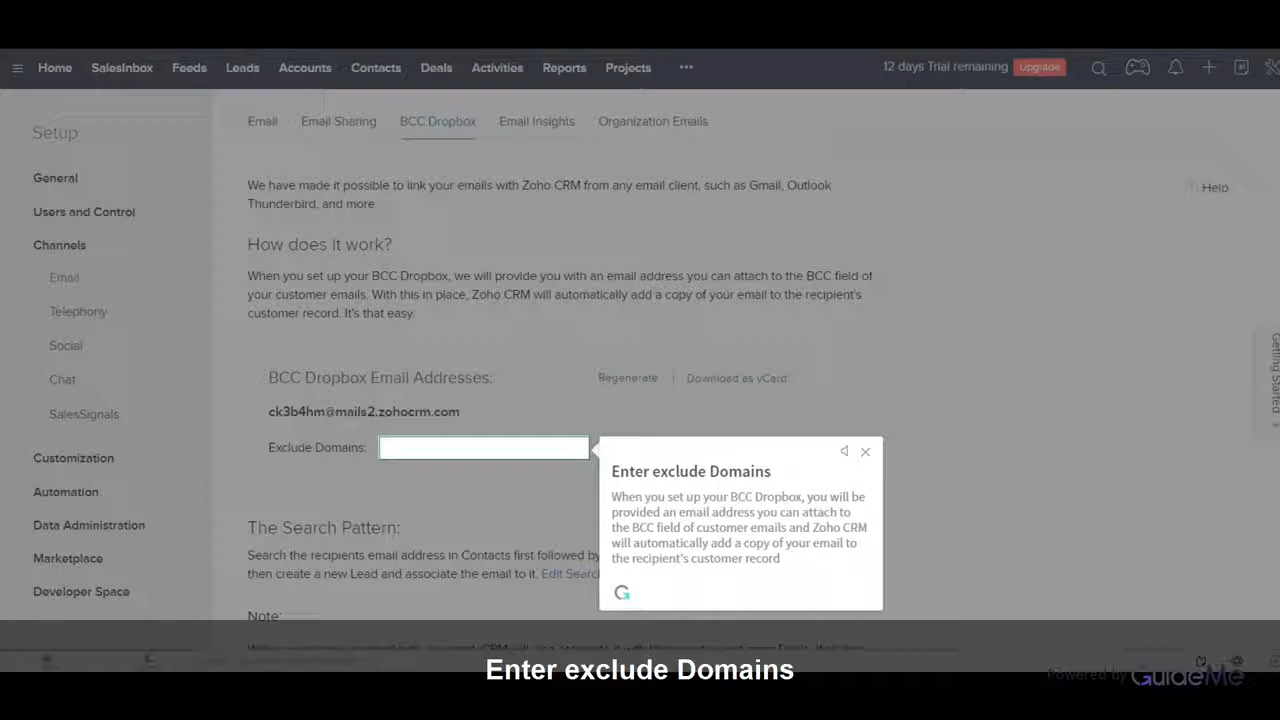 Home SalesInbox Feeds Leads Accounts Contacts Deals Activities Reports Projects ••• 12 days Trial remaining Upgrade
Setup
General
Users and Control
Channels
Email
Telephony
Social
Chat
SalesSignals
Customization
Automation
Data Administration
Marketplace
Developer Space
Email Email Sharing BCC Dropbox Email Insights Organization Emails
We have made it possible to link your emails with Zoho CRM from any email client, such as Gmail, Outlook
Thunderbird, and more
Help
How does it work?
When you set up your BCC Dropbox, we will provide you with an email address you can attach to the BCC field of
your customer emails. With this in place, Zoho CRM will automatically add a copy of your email to the recipient's
customer record. It's that easy.
Getting Started
BCC Dropbox Email Addresses: Regenerate | Download as vCard
ck3b4hm@mails2.zohocrm.com
Exclude Domains:
Enter exclude Domains
When you set up your BCC Dropbox, you will be
provided an email address you can attach to
the BCC field of customer emails and Zoho CRM
will automatically add a copy of your email to
the recipient's customer record
The Search Pattern:
Search the recipients email address in Contacts first followed by
then create a new Lead and associate the email to it. Edit Searc
Note:
Enter exclude Domains
Powered by GuideMe